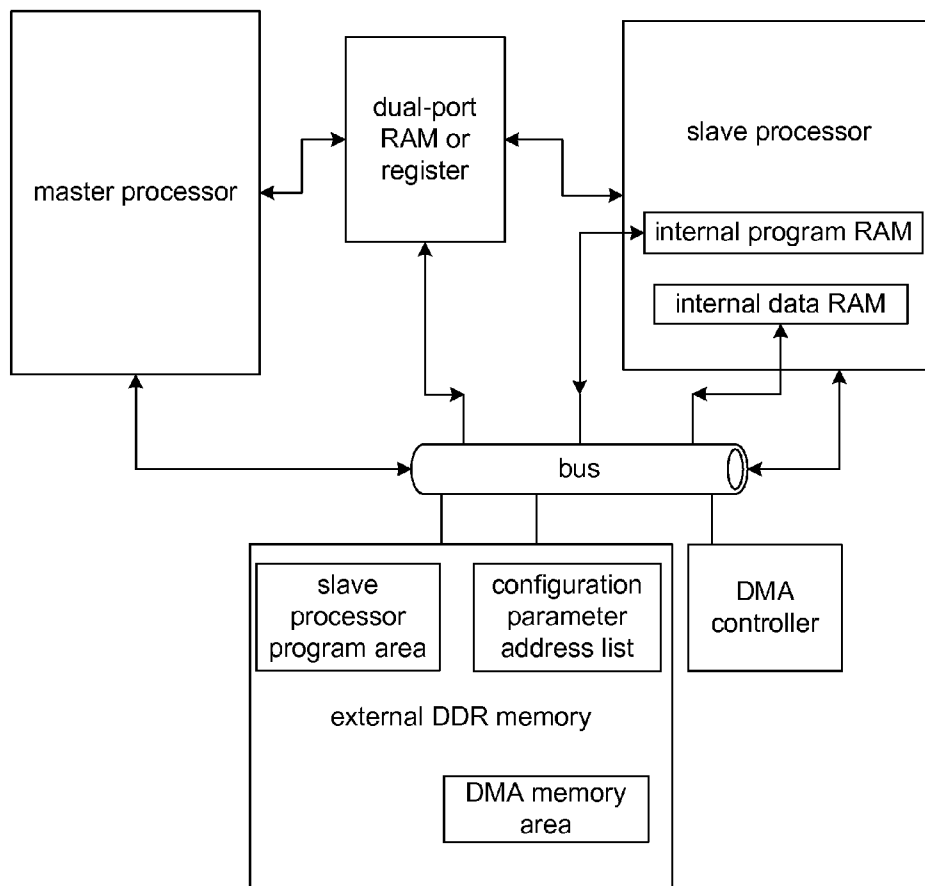 master processor
dual-port
RAM or
register
slave processor
internal program RAM
internal data RAM
bus
slave
processor
program area
configuration
parameter
address list
DMA
controller
external DDR memory
DMA memory
area